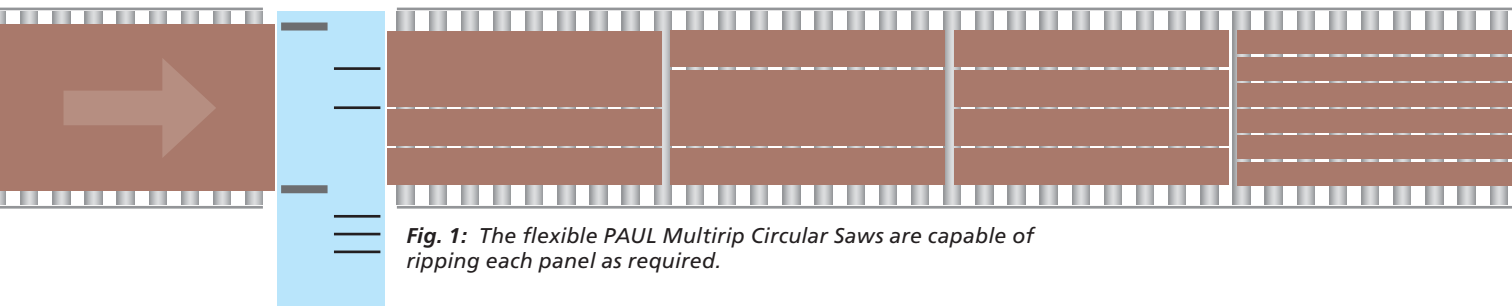 Fig. 1: The flexible PAUL Multirip Circular Saws are capable of
ripping each panel as required.